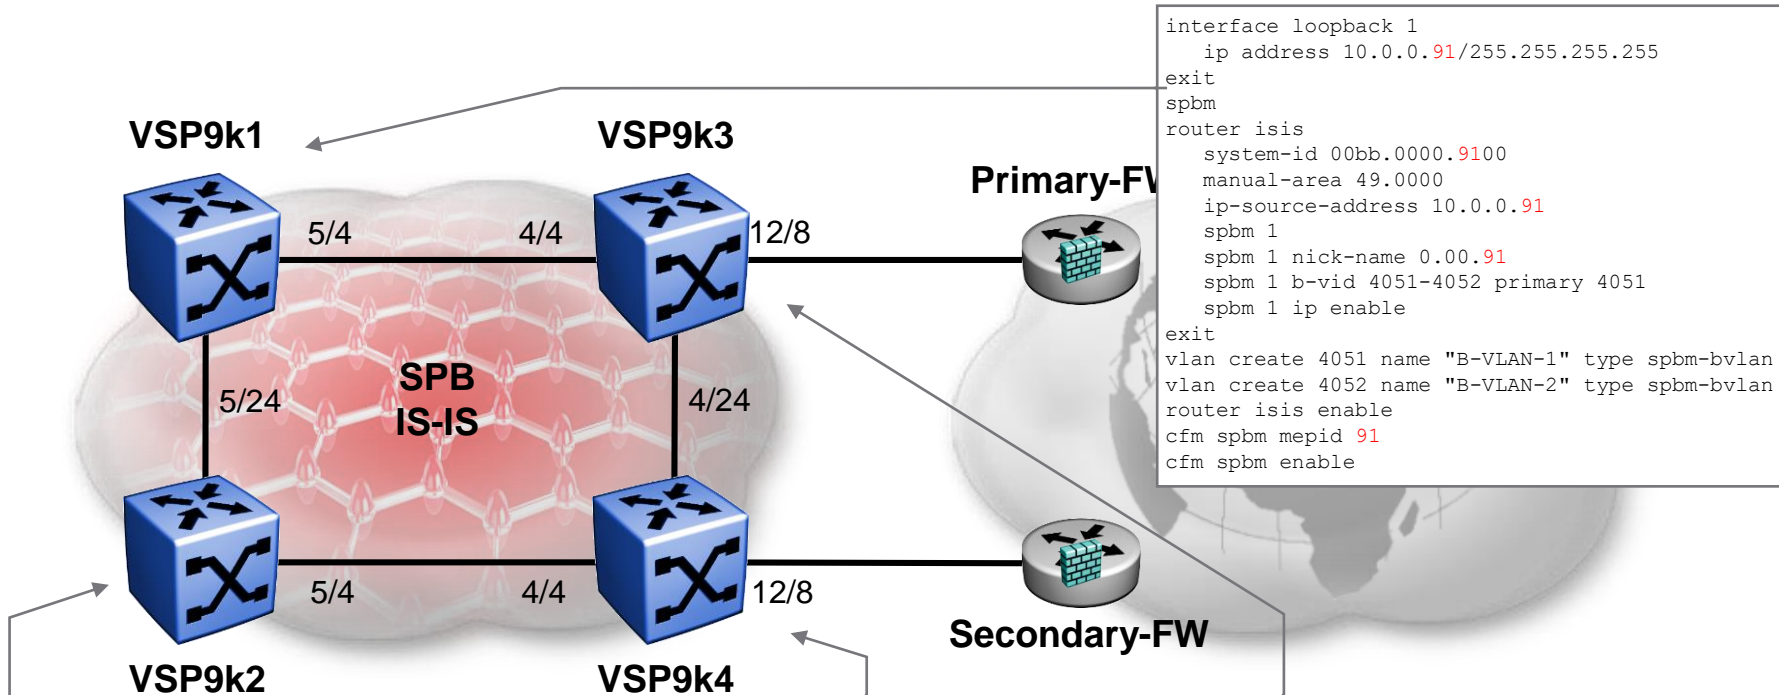 interface loopback 1
ip address 10.0.0.91/255.255.255.255
exit
spbm
router isis
system-id 00bb.0000.9100
manual-area 49.0000
ip-source-address 10.0.0.91
spbm 1
spbm 1 nick-name 0.00.91
spbm 1 b-vid 4051-4052 primary 4051
spbm 1 ip enable
exit
vlan create 4051 name "B-VLAN-1" type spbm-bvlan
vlan create 4052 name "B-VLAN-2" type spbm-bvlan
router isis enable
cfm spbm mepid 91
cfm spbm enable
VSP9k1
VSP9k3
Primary-FW
5/4
4/4
12/8
SPB
IS-IS
5/24
4/24
5/4
4/4
12/8
Secondary-FW
VSP9k2
VSP9k4